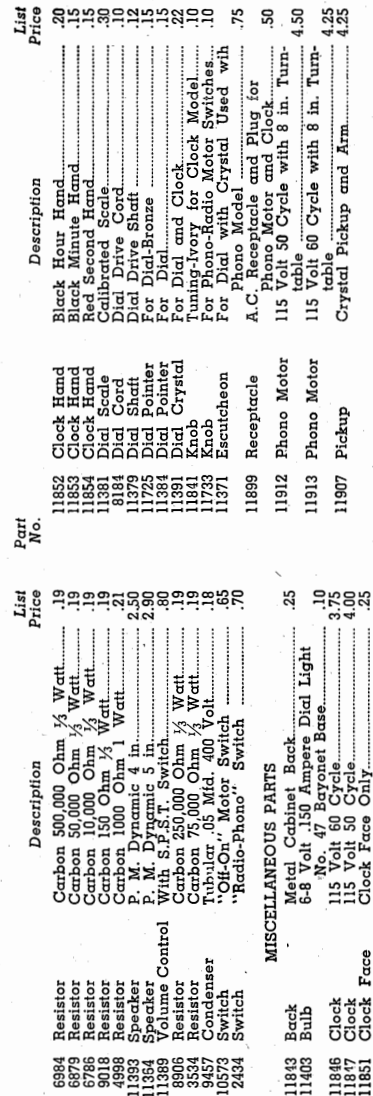 Description List Price
6984 Resistor Carbon 500,000 Ohm ⅓ Watt .19
6879 Resistor Carbon 50,000 Ohm ⅓ Watt .19
6786 Resistor Carbon 10,000 Ohm ⅓ Watt .19
9018 Resistor Carbon 150 Ohm ⅓ Watt .19
4998 Resistor Carbon 1000 Ohm 1 Watt .21
11393 Speaker P. M. Dynamic 4 in. 2.50
11364 Speaker P. M. Dynamic 5 in. 2.90
11389 Volume Control With S.P.S.T. Switch .80
8906 Resistor Carbon 250,000 Ohm ⅓ Watt .19
3534 Resistor Carbon 75,000 Ohm ⅓ Watt .19
9457 Condenser Tubular .05 Mfd. 400 Volt .18
10573 Switch "Off-On" Motor Switch .65
2434 Switch "Radio-Phono" Switch .70
MISCELLANEOUS PARTS
11843 Back Metal Cabinet Back .25
11403 Bulb 6-8 Volt .150 Ampere Dial Light
No. 47 Bayonet Base .10
11846 Clock 115 Volt 60 Cycle 3.75
11847 Clock 115 Volt 50 Cycle 4.00
11851 Clock Face Clock Face Only .25
Part No. Description List Price
11852 Clock Hand Black Hour Hand .20
11853 Clock Hand Black Minute Hand .15
11854 Clock Hand Red Second Hand .15
11381 Dial Scale Calibrated Scale .30
8184 Dial Cord Dial Drive Cord .10
11379 Dial Shaft Dial Drive Shaft .12
11725 Dial Pointer For Dial-Bronze .15
11384 Dial Pointer For Dial .15
11391 Dial Crystal For Dial and Clock .22
11841 Knob Tuning-Ivory for Clock Model .10
11733 Knob For Phono-Radio Motor Switches .10
11371 Escutcheon For Dial with Crystal Used wih
Phono Model .75
11899 Receptacle A.C. Receptacle and Plug for
Phono Motor and Clock .50
11912 Phono Motor 115 Volt 50 Cycle with 8 in. Turn-
table 4.50
11913 Phono Motor 115 Volt 60 Cycle with 8 in. Turn-
table 4.25
11907 Pickup Crystal Pickup and Arm 4.25